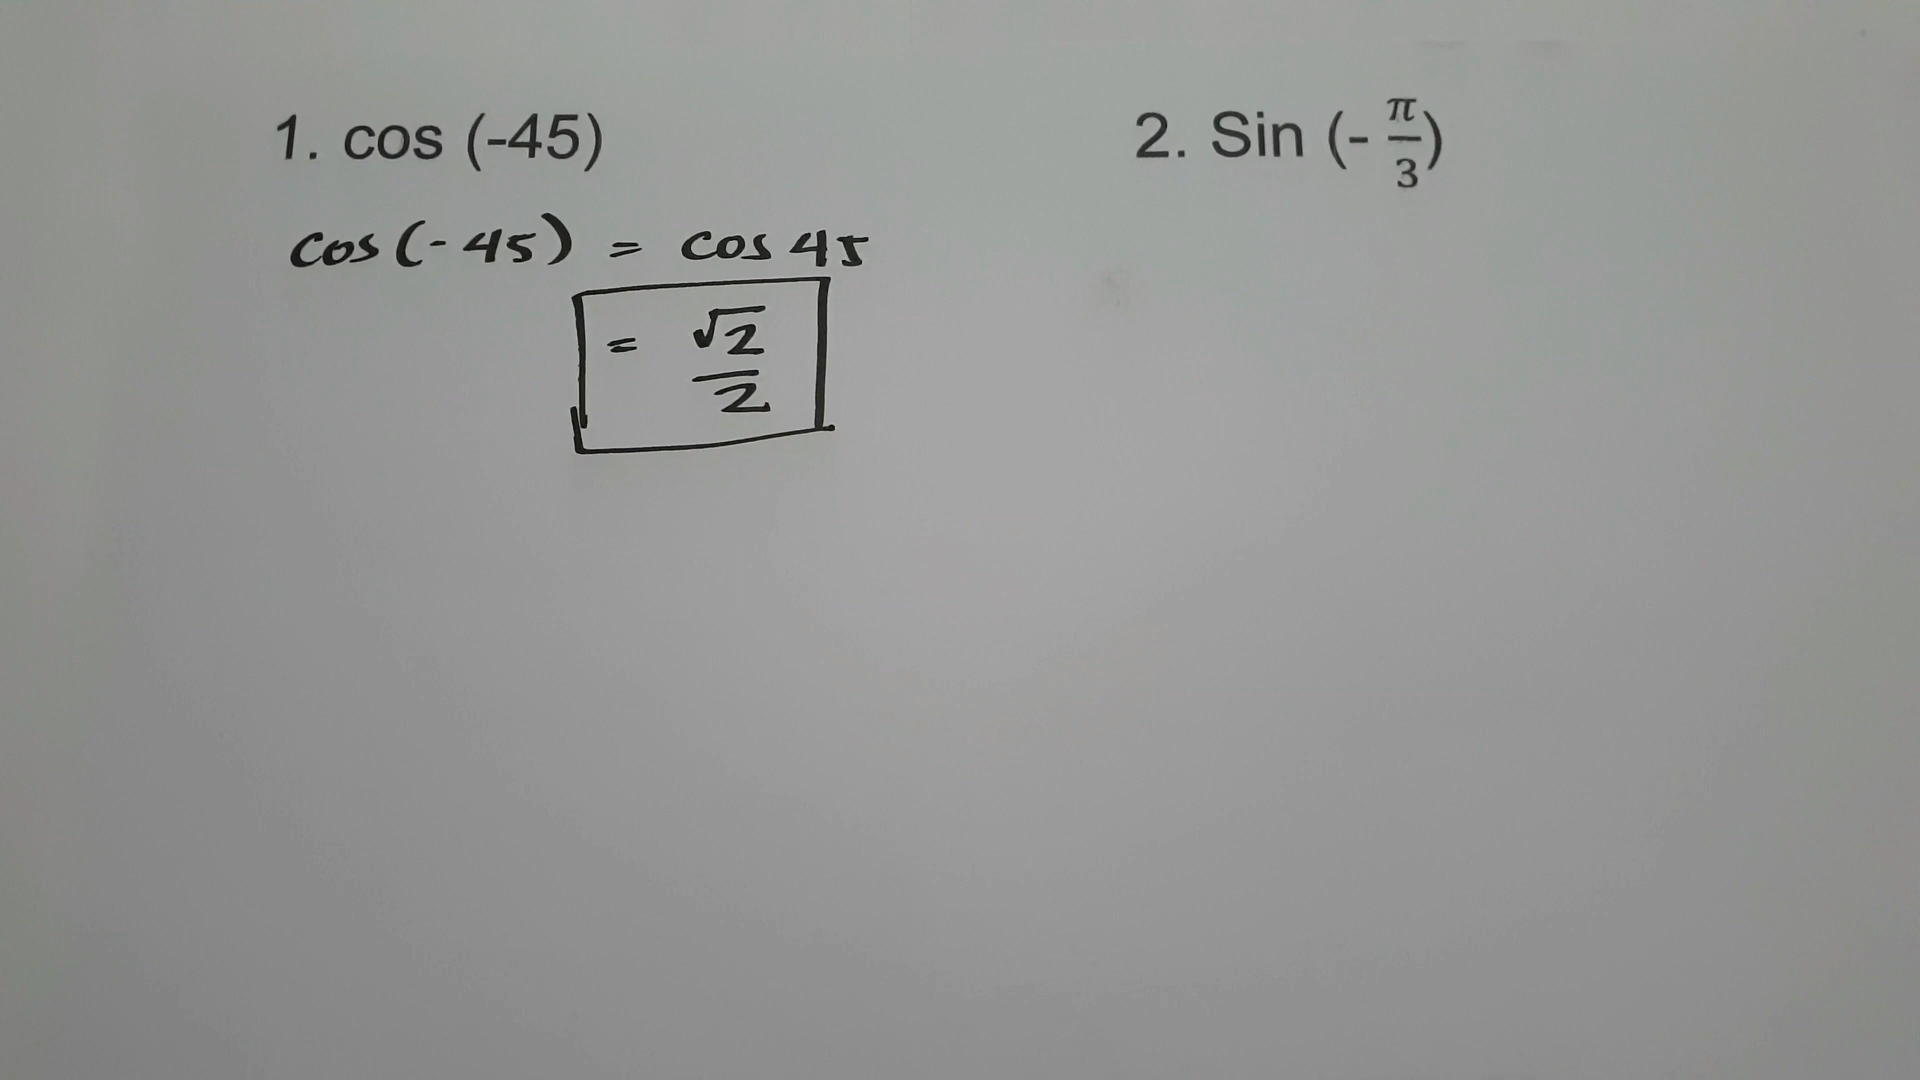 1. cos (-45)
cos (- 45) = cos 45
= √2/2
2. Sin (- π/3)